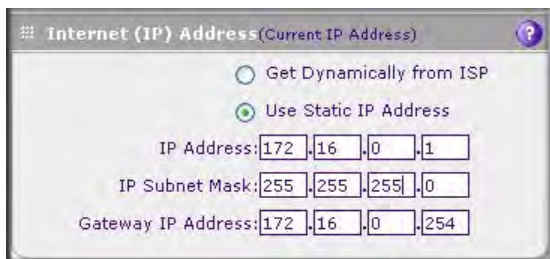 Internet (IP) Address(Current IP Address) ?
Get Dynamically from ISP
Use Static IP Address
IP Address: 172 .16 .0 .1
IP Subnet Mask: 255 .255 .255 .0
Gateway IP Address: 172 .16 .0 .254